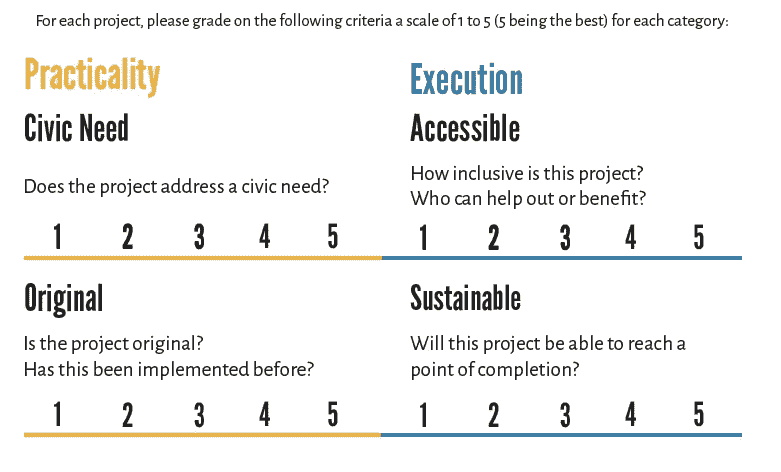 For each project, please grade on the following criteria a scale of 1 to 5 (5 being the best) for each category:
Practicality
Civic Need
Does the project address a civic need?
1 2 3 4 5
Original
Is the project original?
Has this been implemented before?
1 2 3 4 5
Execution
Accessible
How inclusive is this project?
Who can help out or benefit?
1 2 3 4 5
Sustainable
Will this project be able to reach a
point of completion?
1 2 3 4 5